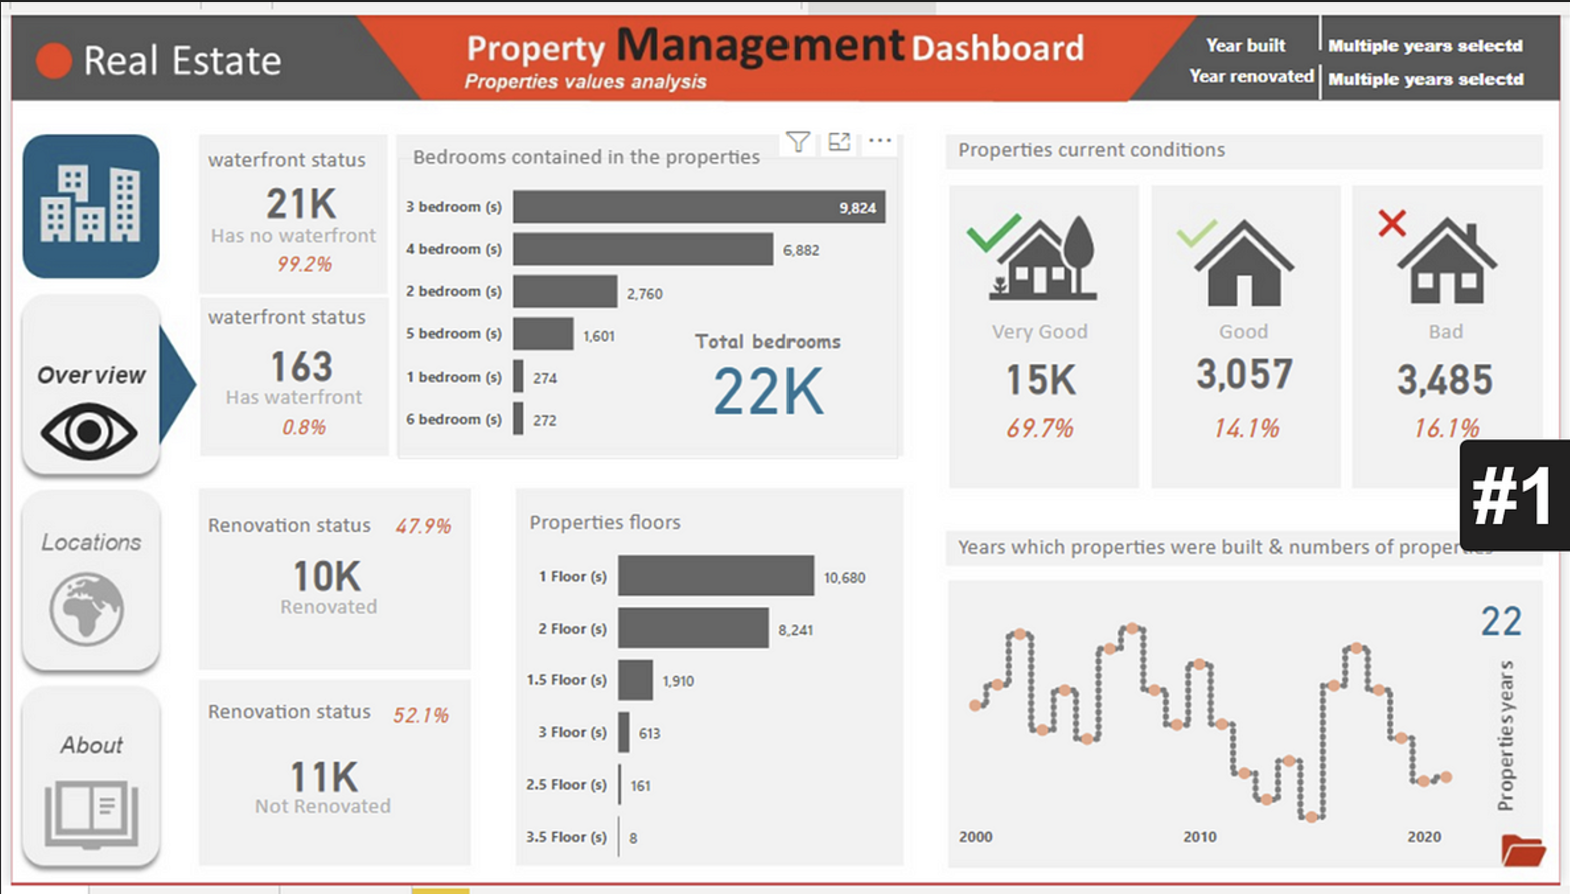 Real Estate
Property Management Dashboard
Properties values analysis
Year built
Multiple years selectd
Year renovated
Multiple years selectd
waterfront status
21K
Has no waterfront
99.2%
waterfront status
163
Has waterfront
0.8%
Bedrooms contained in the properties
3 bedroom (s)
9,824
4 bedroom (s)
6,882
2 bedroom (s)
2,760
5 bedroom (s)
1,601
1 bedroom (s)
274
6 bedroom (s)
272
Total bedrooms
22K
Properties current conditions
Very Good
15K
69.7%
Good
3,057
14.1%
Bad
3,485
16.1%
#1
Overview
Locations
About
Renovation status 47.9%
10K
Renovated
Renovation status 52.1%
11K
Not Renovated
Properties floors
1 Floor (s)
10,680
2 Floor (s)
8,241
1.5 Floor (s)
1,910
3 Floor (s)
613
2.5 Floor (s)
161
3.5 Floor (s)
8
Years which properties were built & numbers of properties
22
Properties years
2000
2010
2020